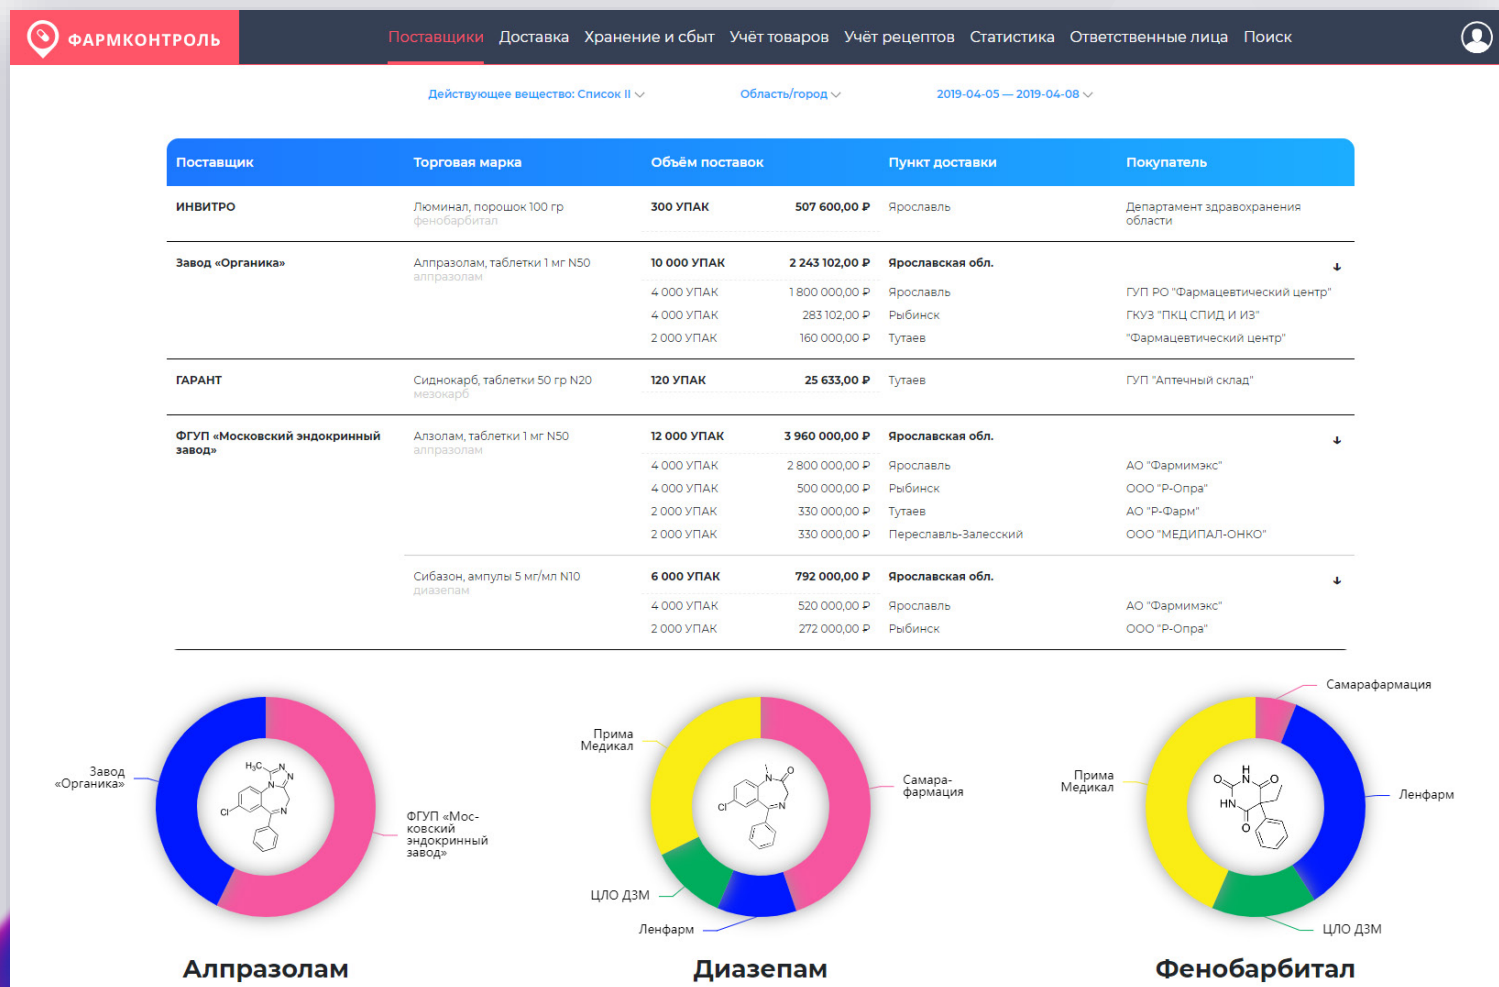 ФАРМКОНТРОЛЬ
Поставщики Доставка Хранение и сбыт Учёт товаров Учёт рецептов Статистика Ответственные лица Поиск
Действующее вещество: Список II Область/город 2019-04-05 — 2019-04-08
Поставщик Торговая марка Объём поставок Пункт доставки Покупатель
ИНВИТРО Люминал, порошок 100 гр 300 УПАК 507 600,00 ₽ Ярославль Департамент здравохранения
фенобарбитал области
Завод «Органика» Алпразолам, таблетки 1 мг N50 10 000 УПАК 2 243 102,00 ₽ Ярославская обл.
алпразолам
4 000 УПАК 1 800 000,00 ₽ Ярославль ГУП РО "Фармацевтический центр"
4 000 УПАК 283 102,00 ₽ Рыбинск ГКУЗ "ПКЦ СПИД И ИЗ"
2 000 УПАК 160 000,00 ₽ Тутаев "Фармацевтический центр"
ГАРАНТ Сиднокарб, таблетки 50 гр N20 120 УПАК 25 633,00 ₽ Тутаев ГУП "Аптечный склад"
мезокарб
ФГУП «Московский эндокринный Алзолам, таблетки 1 мг N50 12 000 УПАК 3 960 000,00 ₽ Ярославская обл.
завод» алпразолам
4 000 УПАК 2 800 000,00 ₽ Ярославль АО "Фармимэкс"
4 000 УПАК 500 000,00 ₽ Рыбинск ООО "Р-Опра"
2 000 УПАК 330 000,00 ₽ Тутаев АО "Р-Фарм"
2 000 УПАК 330 000,00 ₽ Переславль-Залесский ООО "МЕДИПАЛ-ОНКО"
Сибазон, ампулы 5 мг/мл N10 6 000 УПАК 792 000,00 ₽ Ярославская обл.
диазепам
4 000 УПАК 520 000,00 ₽ Ярославль АО "Фармимэкс"
2 000 УПАК 272 000,00 ₽ Рыбинск ООО "Р-Опра"
Завод
«Органика»
H₃C N
N
N
Cl
N
ФГУП «Мос-
ковский
эндокринный
завод»
Алпразолам
Прима
Медикал
N O
Cl
N
Самара-
фармация
ЦЛО ДЗМ
Ленфарм
Диазепам
Самарафармация
Прима
Медикал
H
O N O
HN
O
Ленфарм
ЦЛО ДЗМ
Фенобарбитал